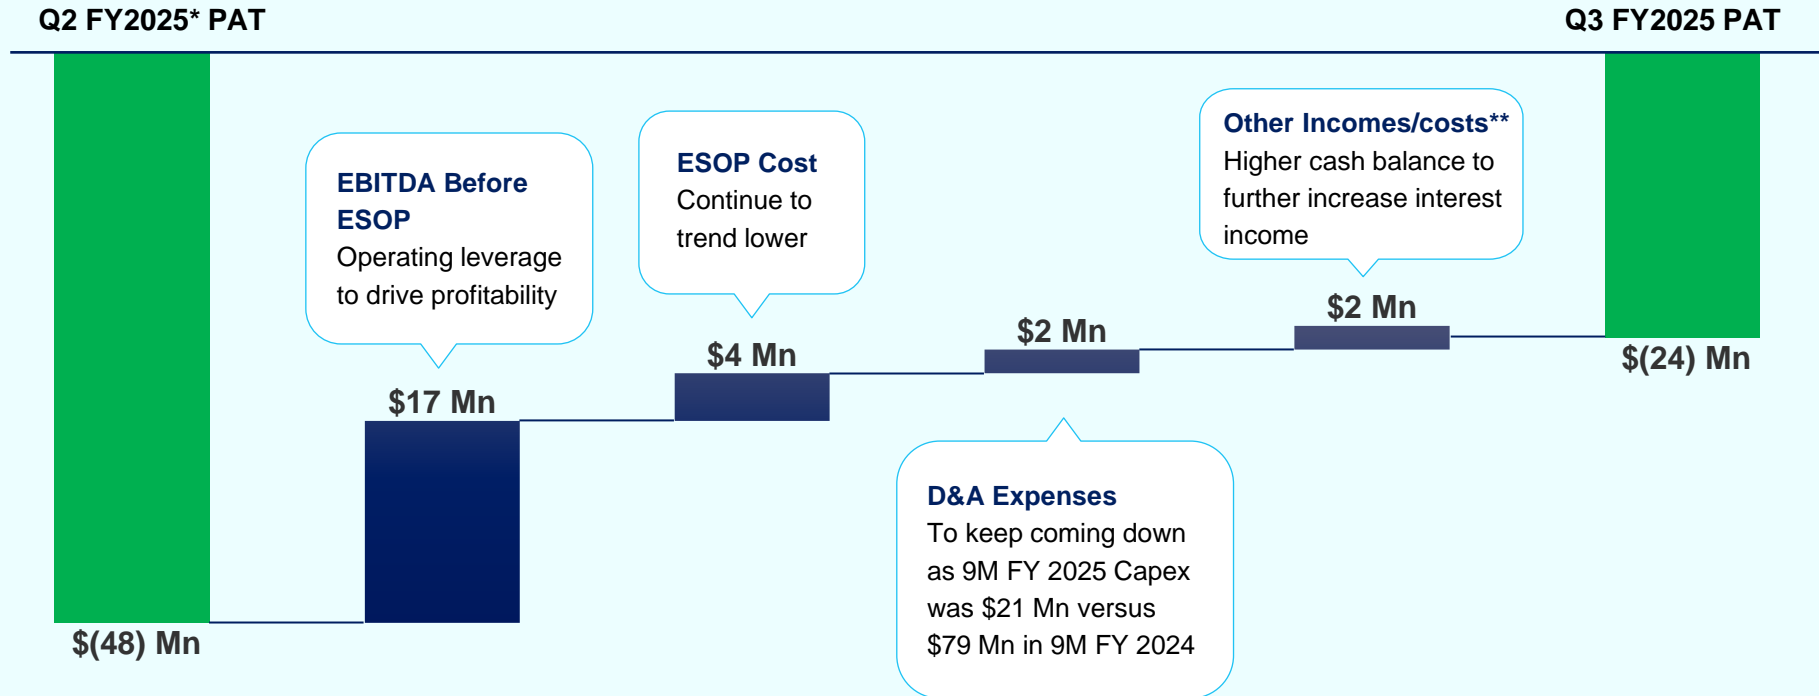 Q2 FY2025* PAT
Q3 FY2025 PAT
EBITDA Before
ESOP
Operating leverage
to drive profitability
ESOP Cost
Continue to
trend lower
Other Incomes/costs**
Higher cash balance to
further increase interest
income
$17 Mn
$4 Mn
$2 Mn
$2 Mn
$(24) Mn
$(48) Mn
D&A Expenses
To keep coming down
as 9M FY 2025 Capex
was $21 Mn versus
$79 Mn in 9M FY 2024